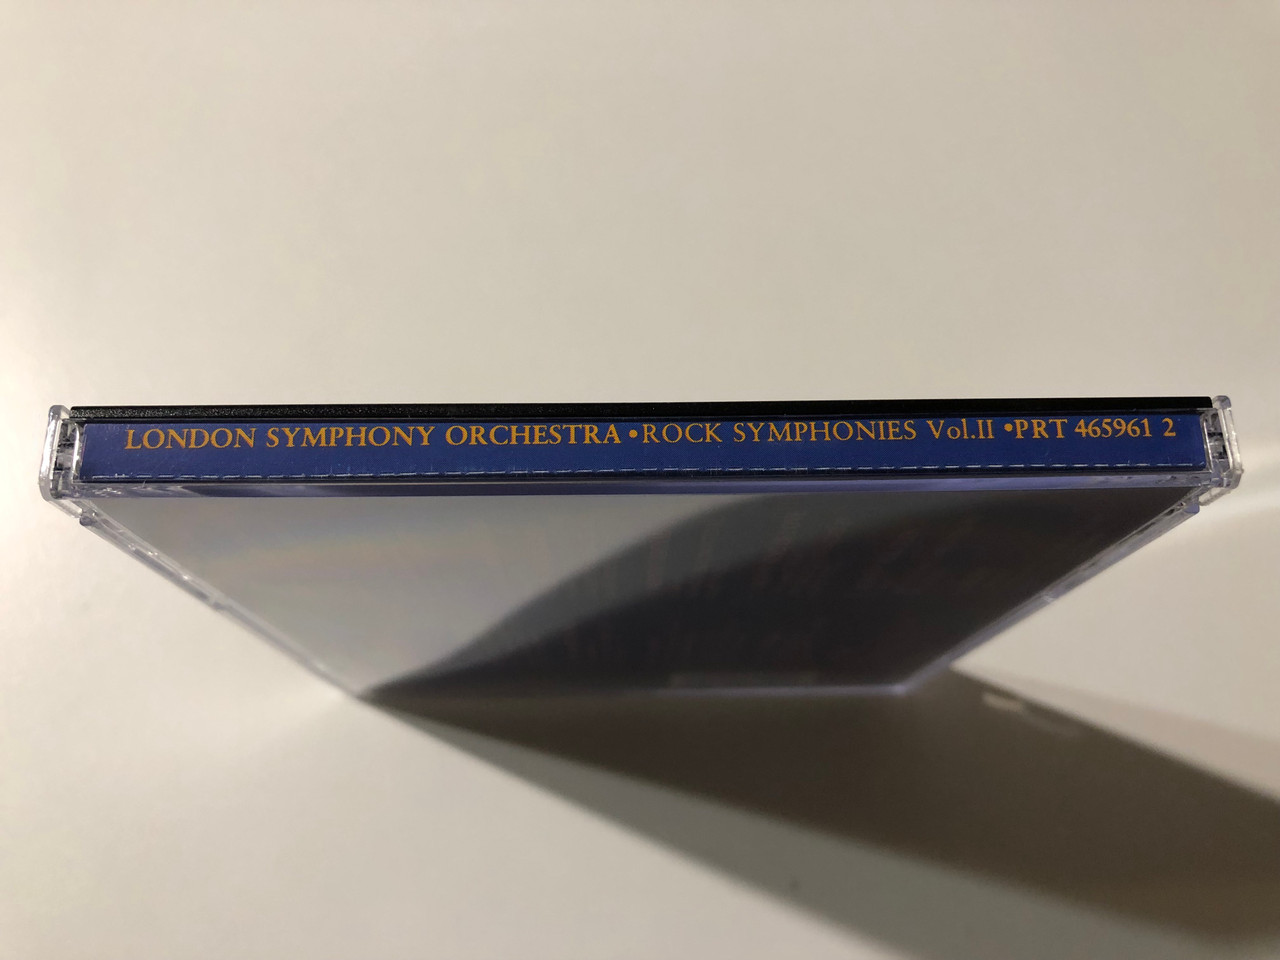 LONDON SYMPHONY ORCHESTRA • ROCK SYMPHONIES Vol.II • PRT 465961 2